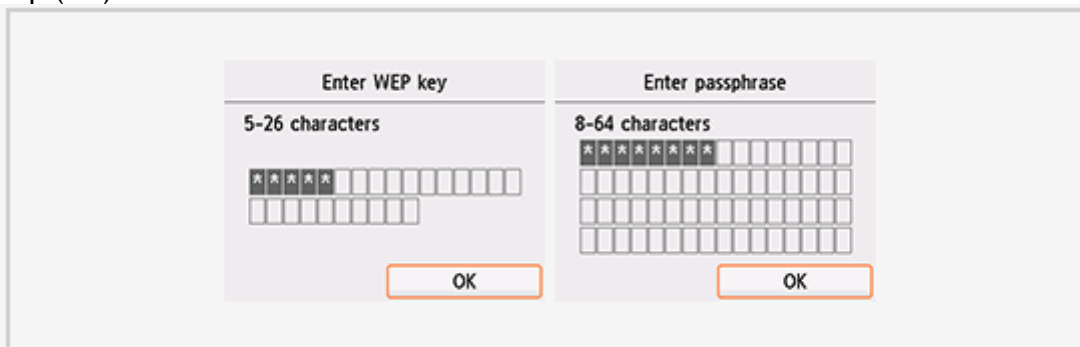 Enter WEP key
5-26 characters
*****
OK
Enter passphrase
8-64 characters
********
OK